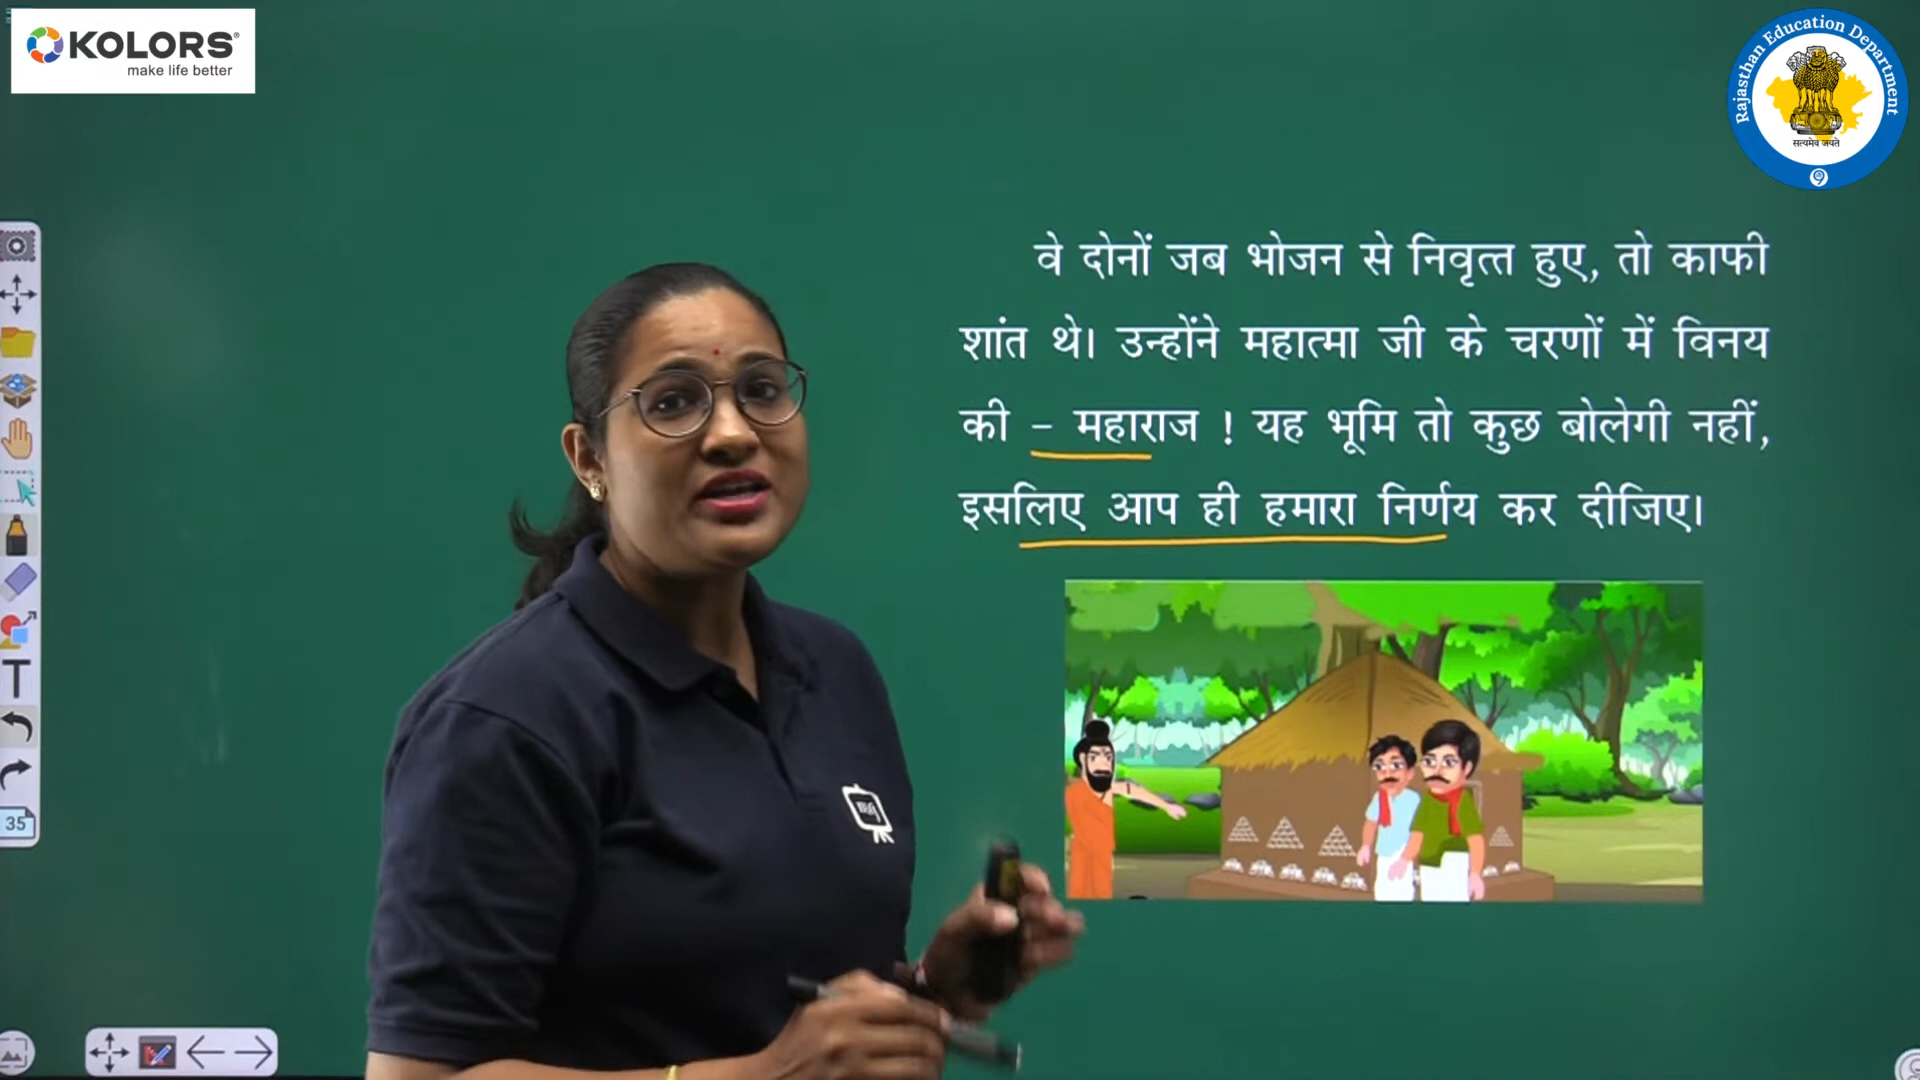 KOLORS
make life better
Rajasthan Education Department
सत्यमेव जयते
वे दोनों जब भोजन से निवृत्त हुए, तो काफी
शांत थे। उन्होंने महात्मा जी के चरणों में विनय
की – महाराज ! यह भूमि तो कुछ बोलेगी नहीं,
इसलिए आप ही हमारा निर्णय कर दीजिए।
T
35